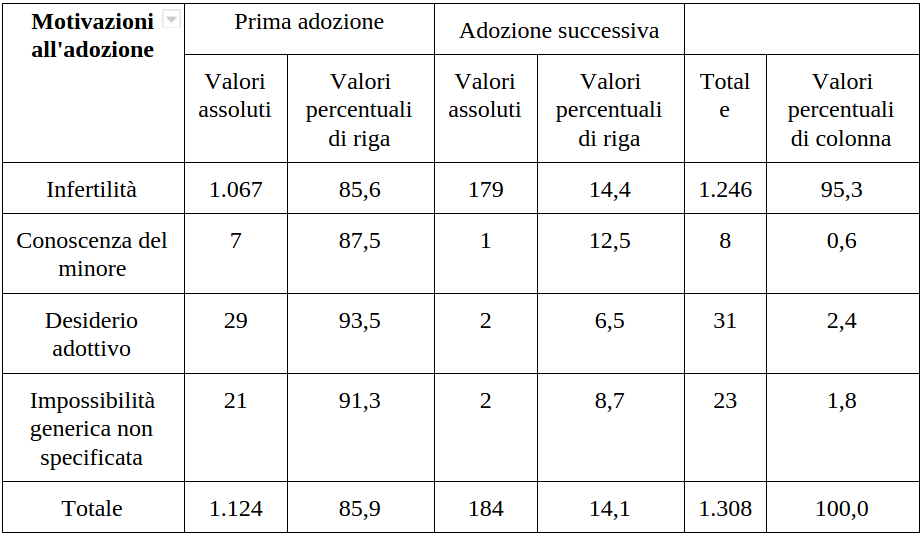 Motivazioni all'adozione
Prima adozione
Adozione successiva
Valori assoluti
Valori percentuali di riga
Valori assoluti
Valori percentuali di riga
Total
e
Valori percentuali di colonna
Infertilità 1.067 85,6 179 14,4 1.246 95,3
Conoscenza del minore 7 87,5 1 12,5 8 0,6
Desiderio adottivo 29 93,5 2 6,5 31 2,4
Impossibilità generica non specificata 21 91,3 2 8,7 23 1,8
Totale 1.124 85,9 184 14,1 1.308 100,0